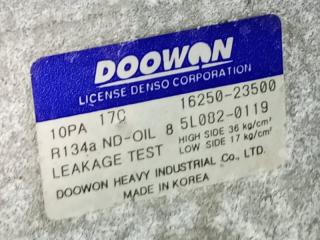 DOOWON
LICENSE DENSO CORPORATION
10PA 17C 16250-23500
R134a ND-OIL 8 5L082-0119
LEAKAGE TEST HIGH SIDE 36 kg/cm²
LOW SIDE 17 kg/cm²
DOOWON HEAVY INDUSTRIAL Co., LTD.
MADE IN KOREA